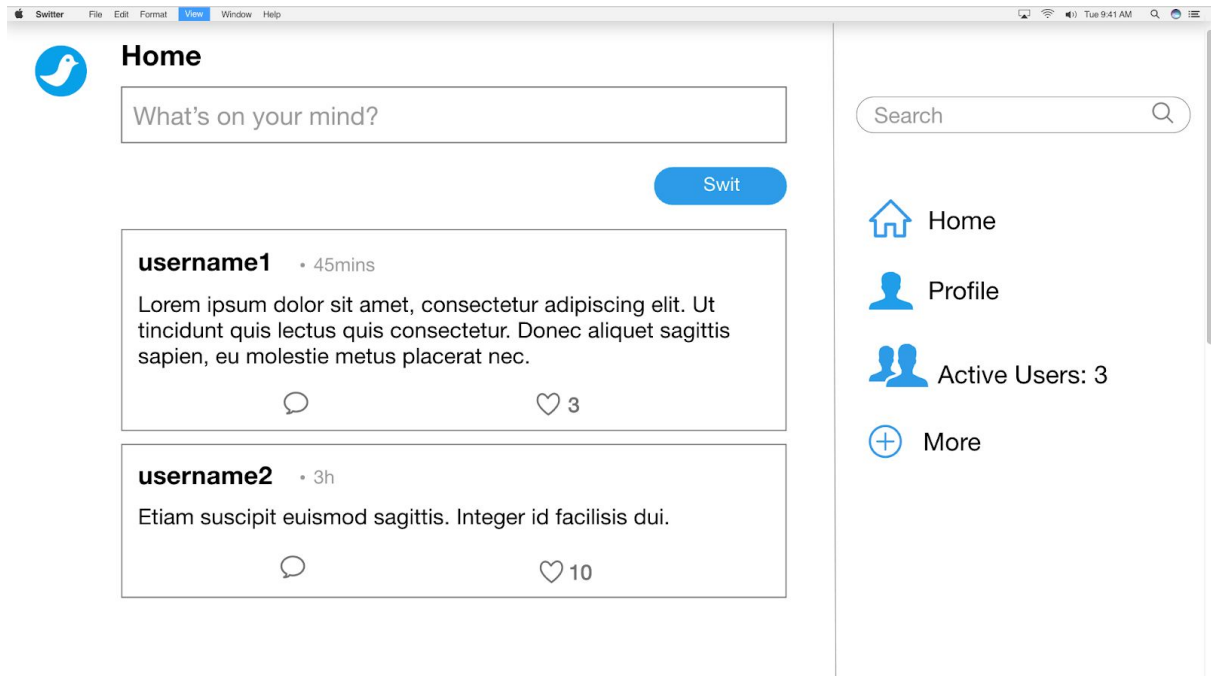 Switter File Edit Format View Window Help Tue 9:41 AM
Home
What's on your mind?
Swit
username1 • 45mins
Lorem ipsum dolor sit amet, consectetur adipiscing elit. Ut
tincidunt quis lectus quis consectetur. Donec aliquet sagittis
sapien, eu molestie metus placerat nec.
3
username2 • 3h
Etiam suscipit euismod sagittis. Integer id facilisis dui.
10
Search
Home
Profile
Active Users: 3
More